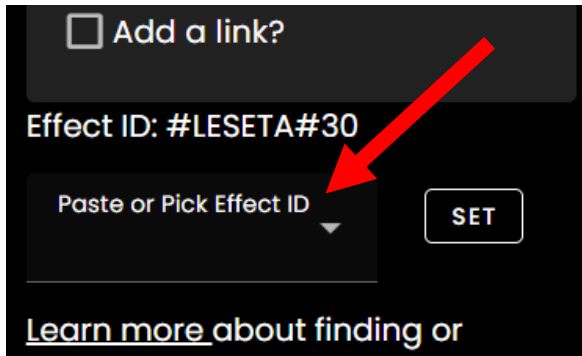 Add a link?
Effect ID: #LESETA#30
Paste or Pick Effect ID
SET
Learn more about finding or